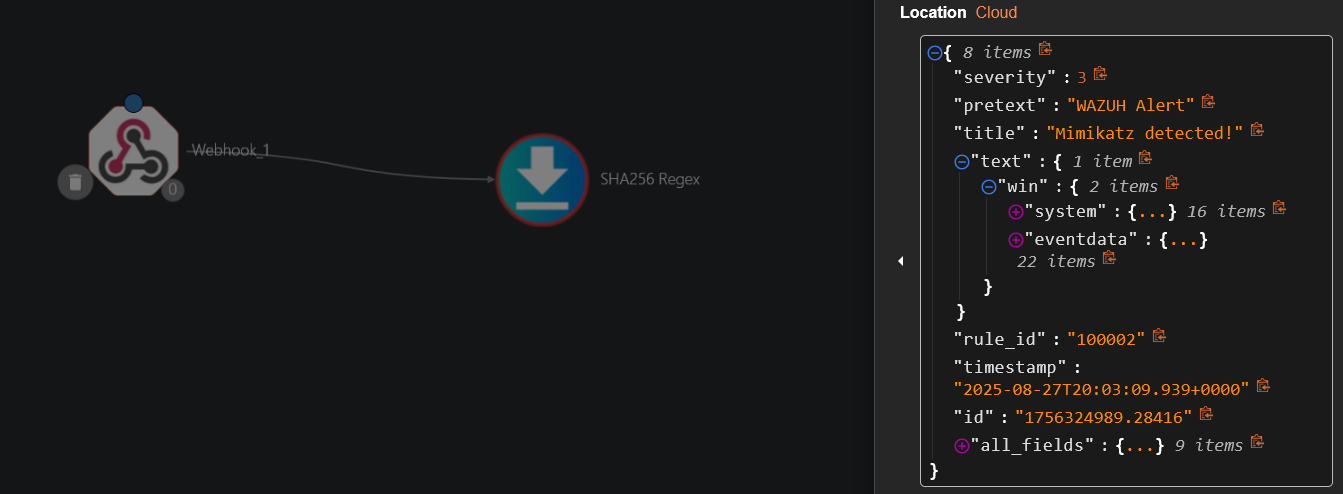 Location Cloud
{ 8 items
"severity" : 3
"pretext" : "WAZUH Alert"
"title" : "Mimikatz detected!"
"text" : { 1 item
"win" : { 2 items
"system" : {...} 16 items
"eventdata" : {...}
22 items
}
}
"rule_id" : "100002"
"timestamp" :
"2025-08-27T20:03:09.939+0000"
"id" : "1756324989.28416"
"all_fields" : {...} 9 items
}
Webhook_1
0
SHA256 Regex